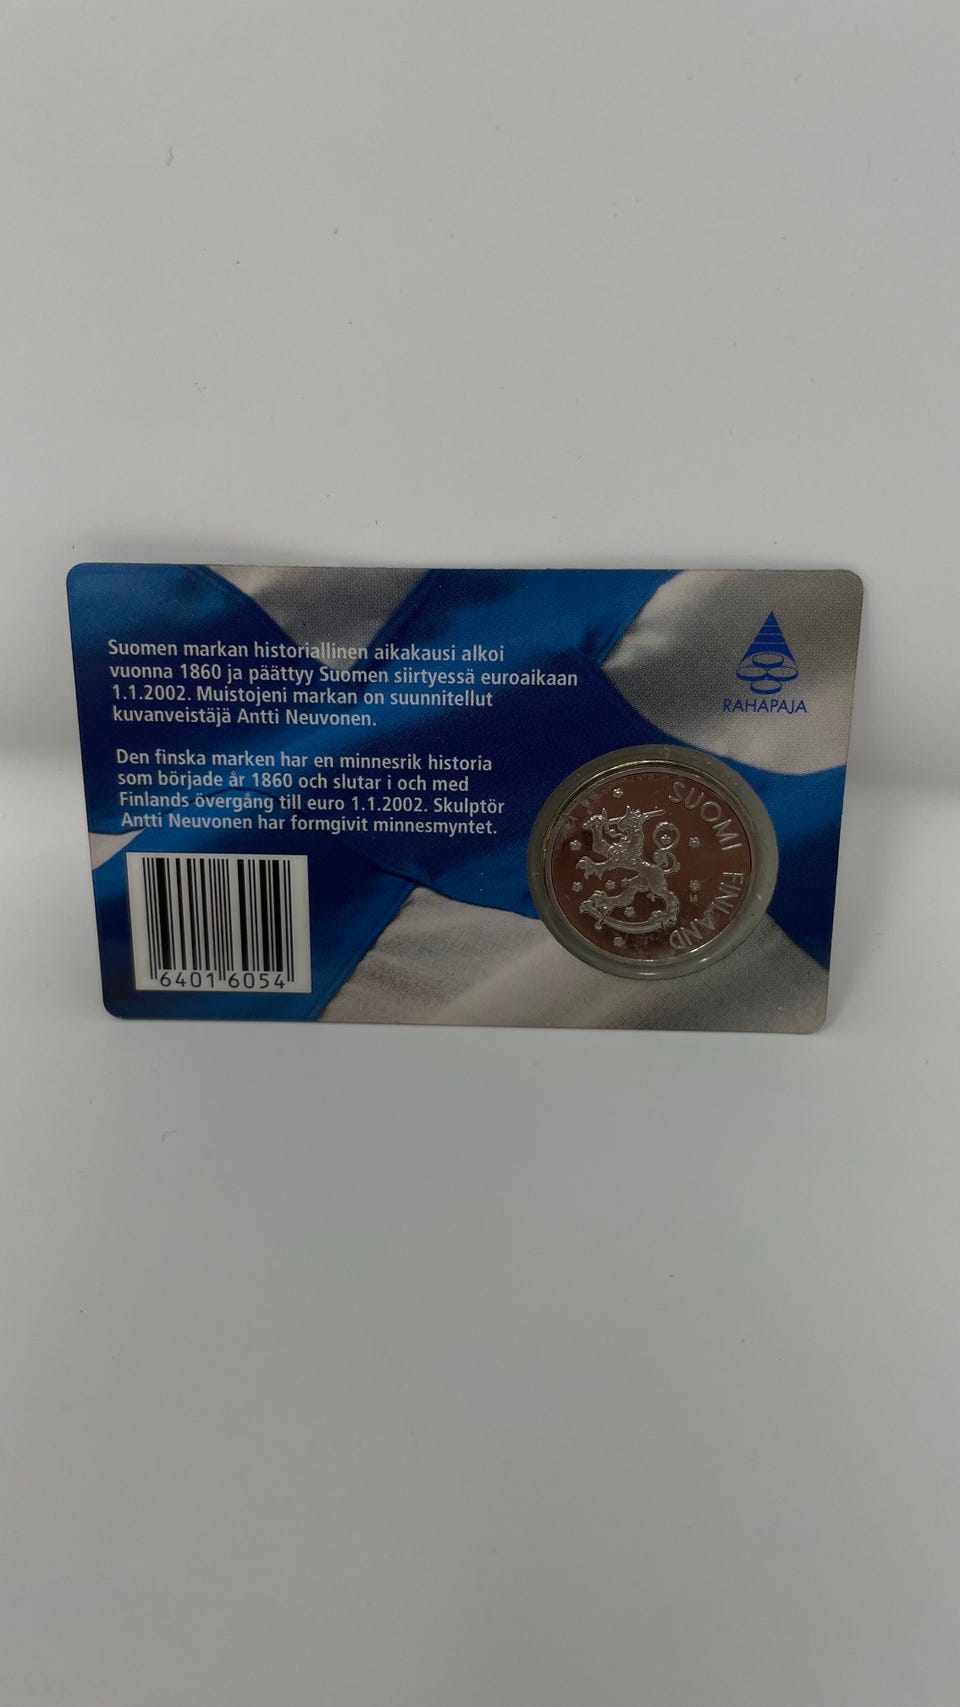 Suomen markan historiallinen aikakausi alkoi
vuonna 1860 ja päättyy Suomen siirtyessä euroaikaan
1.1.2002. Muistojeni markan on suunnitellut
kuvanveistäjä Antti Neuvonen.
Den finska marken har en minnesrik historia
som började år 1860 och slutar i och med
Finlands övergång till euro 1.1.2002. Skulptör
Antti Neuvonen har formgivit minnesmyntet.
6401 6054
RAHAPAJA
SUOMI FINLAND